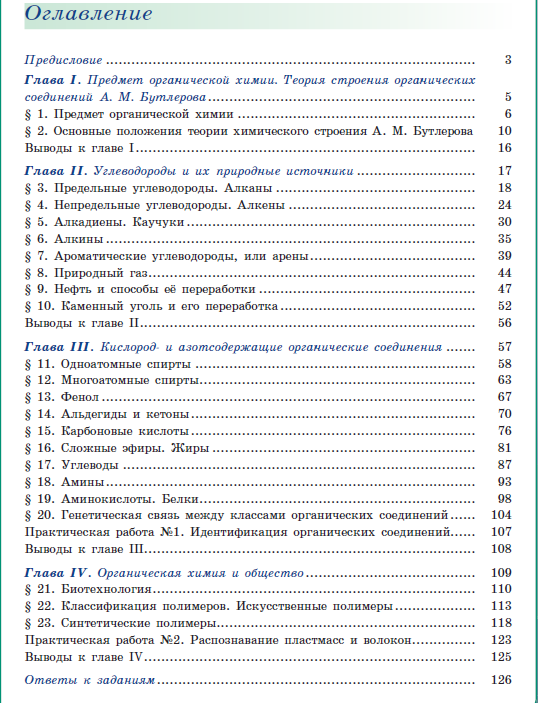 Оглавление
Предисловие ........ 3
Глава I. Предмет органической химии. Теория строения органических
соединений А. М. Бутлерова ........ 5
§ 1. Предмет органической химии ........ 6
§ 2. Основные положения теории химического строения А. М. Бутлерова 10
Выводы к главе I ........ 16
Глава II. Углеводороды и их природные источники ........ 17
§ 3. Предельные углеводороды. Алканы ........ 18
§ 4. Непредельные углеводороды. Алкены ........ 24
§ 5. Алкадиены. Каучуки ........ 30
§ 6. Алкины ........ 35
§ 7. Ароматические углеводороды, или арены ........ 39
§ 8. Природный газ ........ 44
§ 9. Нефть и способы её переработки ........ 47
§ 10. Каменный уголь и его переработка ........ 52
Выводы к главе II ........ 56
Глава III. Кислород- и азотсодержащие органические соединения ........ 57
§ 11. Одноатомные спирты ........ 58
§ 12. Многоатомные спирты ........ 63
§ 13. Фенол ........ 67
§ 14. Альдегиды и кетоны ........ 70
§ 15. Карбоновые кислоты ........ 76
§ 16. Сложные эфиры. Жиры ........ 81
§ 17. Углеводы ........ 87
§ 18. Амины ........ 93
§ 19. Аминокислоты. Белки ........ 98
§ 20. Генетическая связь между классами органических соединений ........ 104
Практическая работа №1. Идентификация органических соединений ........ 107
Выводы к главе III ........ 108
Глава IV. Органическая химия и общество ........ 109
§ 21. Биотехнология ........ 110
§ 22. Классификация полимеров. Искусственные полимеры ........ 113
§ 23. Синтетические полимеры ........ 118
Практическая работа №2. Распознавание пластмасс и волокон ........ 123
Выводы к главе IV ........ 125
Ответы к заданиям ........ 126